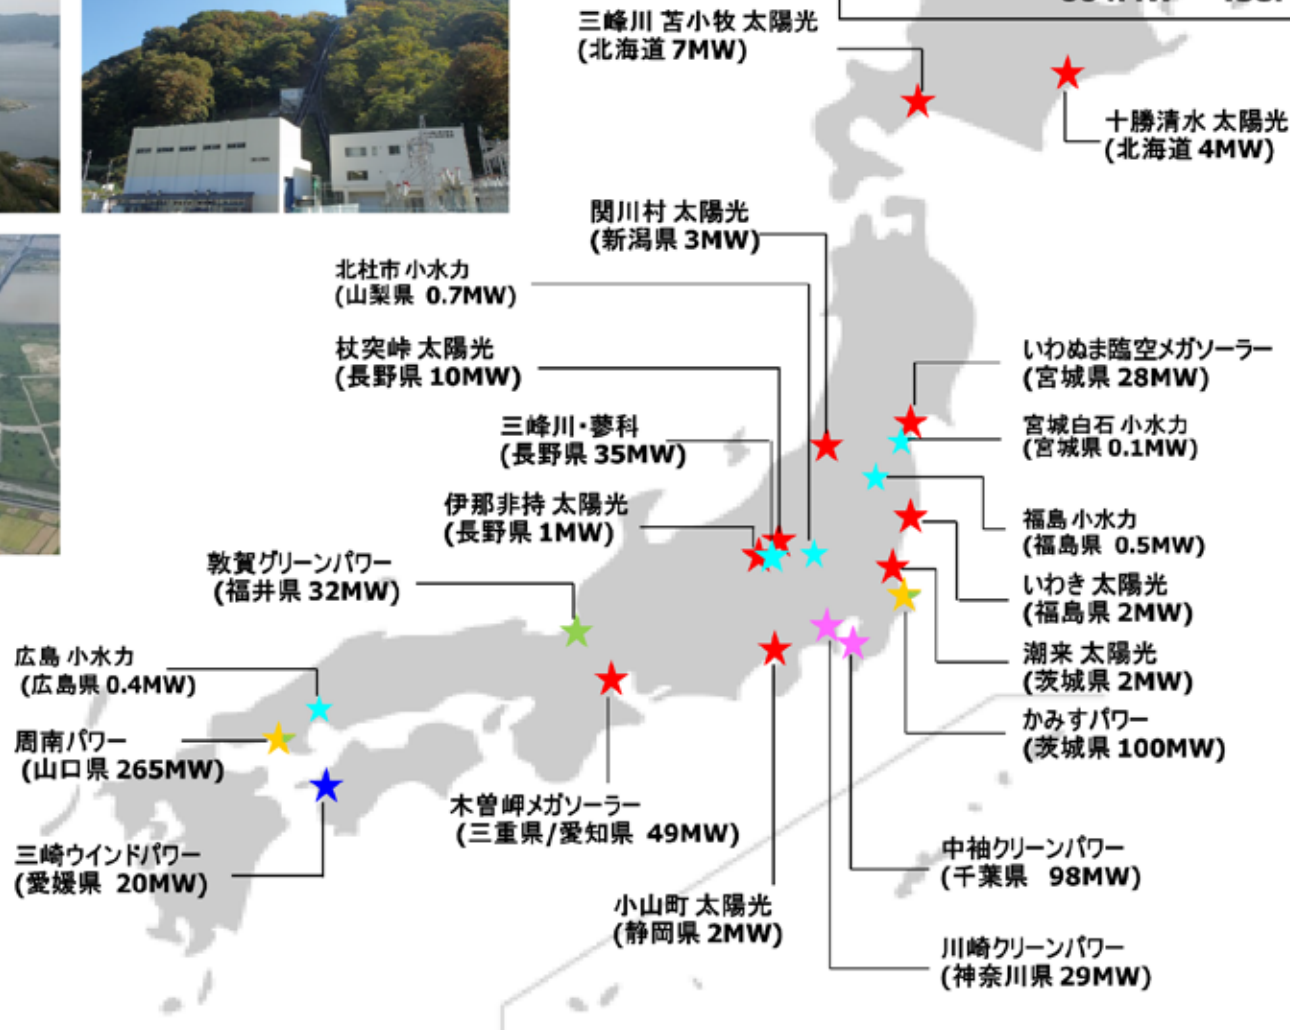 三峰川 苫小牧 太陽光
(北海道 7MW)
十勝清水 太陽光
(北海道 4MW)
関川村 太陽光
(新潟県 3MW)
北杜市 小水力
(山梨県 0.7MW)
杖突峠 太陽光
(長野県 10MW)
三峰川・蓼科
(長野県 35MW)
伊那非持 太陽光
(長野県 1MW)
敦賀グリーンパワー
(福井県 32MW)
広島 小水力
(広島県 0.4MW)
周南パワー
(山口県 265MW)
三崎ウインドパワー
(愛媛県 20MW)
木曽岬メガソーラー
(三重県/愛知県 49MW)
小山町 太陽光
(静岡県 2MW)
いわぬま臨空メガソーラー
(宮城県 28MW)
宮城白石 小水力
(宮城県 0.1MW)
福島 小水力
(福島県 0.5MW)
いわき 太陽光
(福島県 2MW)
潮来 太陽光
(茨城県 2MW)
かみすパワー
(茨城県 100MW)
中袖クリーンパワー
(千葉県 98MW)
川崎クリーンパワー
(神奈川県 29MW)